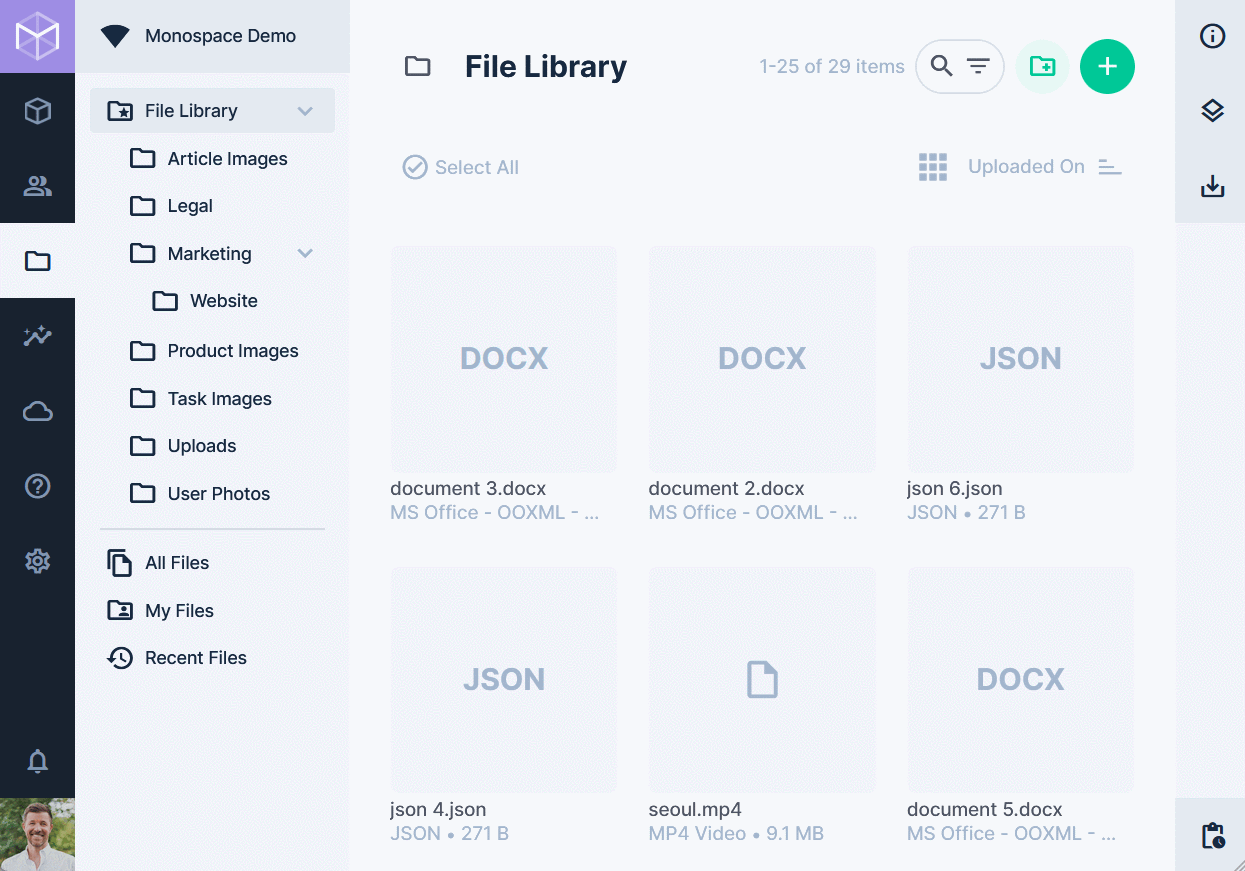 Monospace Demo
File Library
Article Images
Legal
Marketing
Website
Product Images
Task Images
Uploads
User Photos
All Files
My Files
Recent Files
File Library
1-25 of 29 items
Select All
Uploaded On
DOCX
DOCX
JSON
document 3.docx
document 2.docx
json 6.json
MS Office - OOXML - ...
MS Office - OOXML - ...
JSON • 271 B
JSON
DOCX
json 4.json
seoul.mp4
document 5.docx
JSON • 271 B
MP4 Video • 9.1 MB
MS Office - OOXML - ...